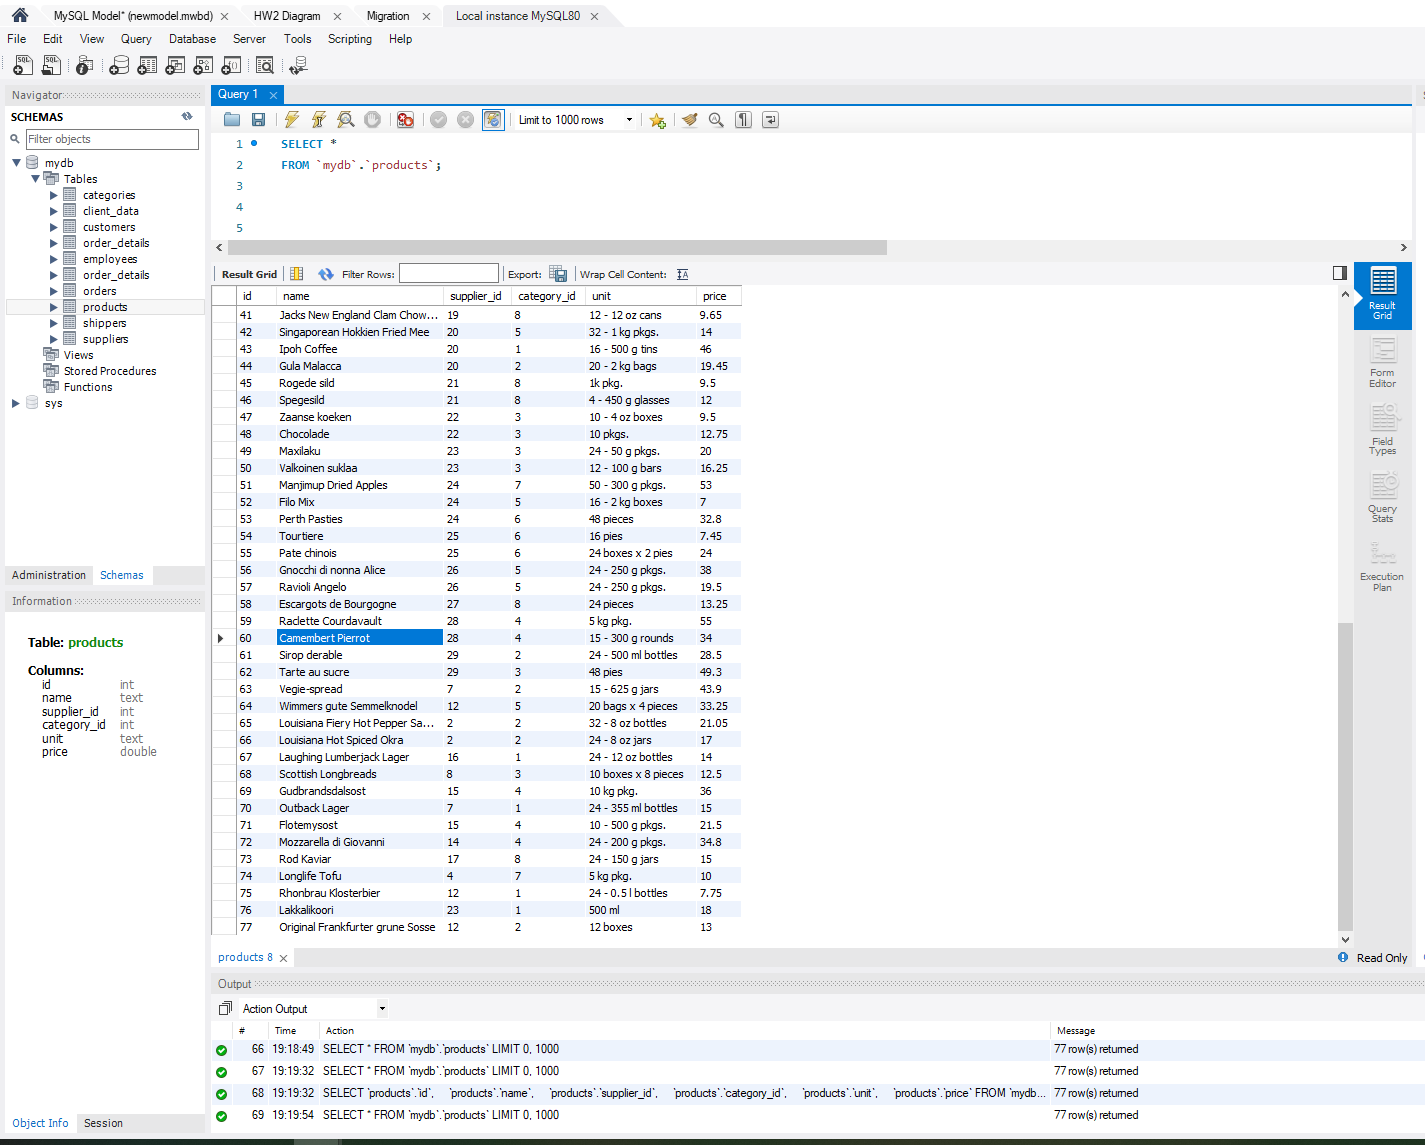 MySQL Model* (newmodel.mwbd) HW2 Diagram Migration Local instance MySQL80
File Edit View Query Database Server Tools Scripting Help
Navigator
SCHEMAS
Filter objects
mydb
Tables
categories
client_data
customers
order_details
employees
order_details
orders
products
shippers
suppliers
Views
Stored Procedures
Functions
sys
Administration Schemas
Information
Table: products
Columns:
id int
name text
supplier_id int
category_id int
unit text
price double
Object Info Session
Query 1
Limit to 1000 rows
1 SELECT *
2 FROM `mydb`.`products`;
3
4
5
Result Grid Filter Rows: Export: Wrap Cell Content:
id name supplier_id category_id unit price
41 Jacks New England Clam Chow... 19 8 12 - 12 oz cans 9.65
42 Singaporean Hokkien Fried Mee 20 5 32 - 1 kg pkgs. 14
43 Ipoh Coffee 20 1 16 - 500 g tins 46
44 Gula Malacca 20 2 20 - 2 kg bags 19.45
45 Rogede sild 21 8 1k pkg. 9.5
46 Spegesild 21 8 4 - 450 g glasses 12
47 Zaanse koeken 22 3 10 - 4 oz boxes 9.5
48 Chocolade 22 3 10 pkgs. 12.75
49 Maxilaku 23 3 24 - 50 g pkgs. 20
50 Valkoinen suklaa 23 3 12 - 100 g bars 16.25
51 Manjimup Dried Apples 24 7 50 - 300 g pkgs. 53
52 Filo Mix 24 5 16 - 2 kg boxes 7
53 Perth Pasties 24 6 48 pieces 32.8
54 Tourtiere 25 6 16 pies 7.45
55 Pate chinois 25 6 24 boxes x 2 pies 24
56 Gnocchi di nonna Alice 26 5 24 - 250 g pkgs. 38
57 Ravioli Angelo 26 5 24 - 250 g pkgs. 19.5
58 Escargots de Bourgogne 27 8 24 pieces 13.25
59 Raclette Courdavault 28 4 5 kg pkg. 55
60 Camembert Pierrot 28 4 15 - 300 g rounds 34
61 Sirop derable 29 2 24 - 500 ml bottles 28.5
62 Tarte au sucre 29 3 48 pies 49.3
63 Vegie-spread 7 2 15 - 625 g jars 43.9
64 Wimmers gute Semmelknodel 12 5 20 bags x 4 pieces 33.25
65 Louisiana Fiery Hot Pepper Sa... 2 2 32 - 8 oz bottles 21.05
66 Louisiana Hot Spiced Okra 2 2 24 - 8 oz jars 17
67 Laughing Lumberjack Lager 16 1 24 - 12 oz bottles 14
68 Scottish Longbreads 8 3 10 boxes x 8 pieces 12.5
69 Gudbrandsdalsost 15 4 10 kg pkg. 36
70 Outback Lager 7 1 24 - 355 ml bottles 15
71 Flotemysost 15 4 10 - 500 g pkgs. 21.5
72 Mozzarella di Giovanni 14 4 24 - 200 g pkgs. 34.8
73 Rod Kaviar 17 8 24 - 150 g jars 15
74 Longlife Tofu 4 7 5 kg pkg. 10
75 Rhonbrau Klosterbier 12 1 24 - 0.5 l bottles 7.75
76 Lakkalikoori 23 1 500 ml 18
77 Original Frankfurter grune Sosse 12 2 12 boxes 13
Result
Grid
Form
Editor
Field
Types
Query
Stats
Execution
Plan
products 8 Read Only
Output
Action Output
# Time Action Message
66 19:18:49 SELECT * FROM `mydb`.`products` LIMIT 0, 1000 77 row(s) returned
67 19:19:32 SELECT * FROM `mydb`.`products` LIMIT 0, 1000 77 row(s) returned
68 19:19:32 SELECT `products`.`id`, `products`.`name`, `products`.`supplier_id`, `products`.`category_id`, `products`.`unit`, `products`.`price` FROM `mydb... 77 row(s) returned
69 19:19:54 SELECT * FROM `mydb`.`products` LIMIT 0, 1000 77 row(s) returned